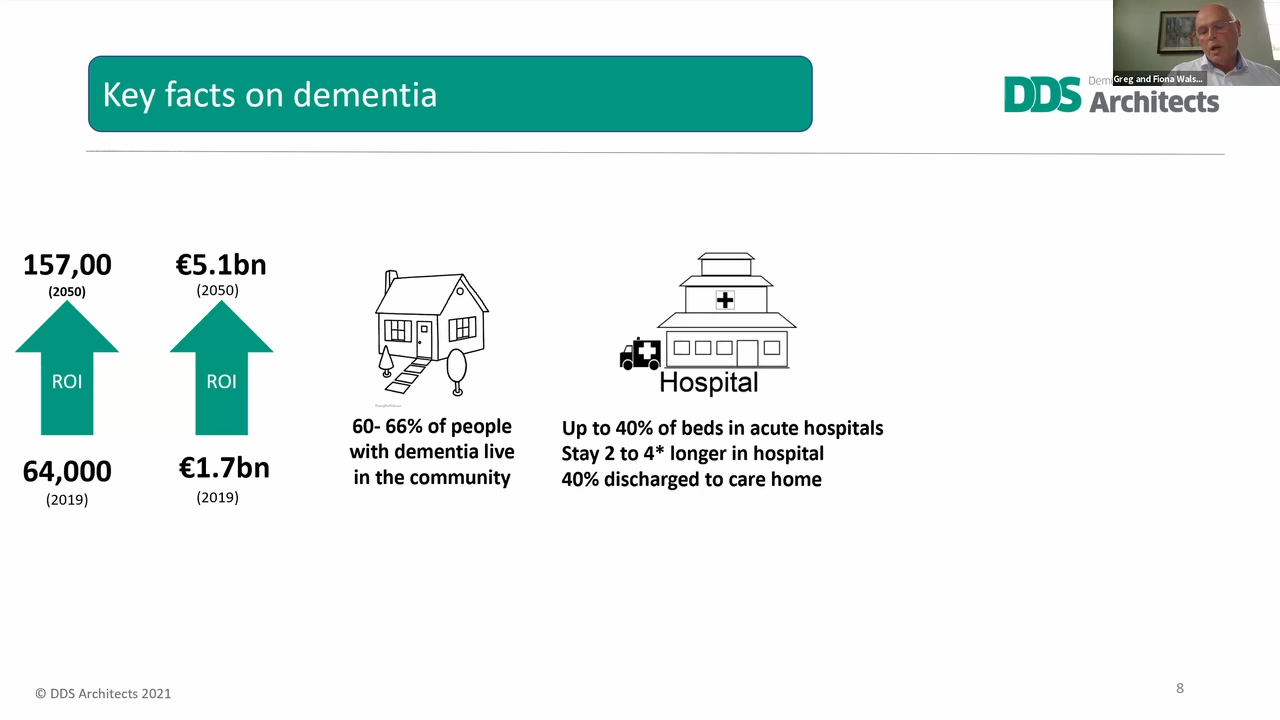 Greg and Fiona Wals...
Key facts on dementia
DDS
Architects
157,00
(2050)
€5.1bn
(2050)
ROI
ROI
64,000
(2019)
€1.7bn
(2019)
60- 66% of people
with dementia live
in the community
Hospital
Up to 40% of beds in acute hospitals
Stay 2 to 4* longer in hospital
40% discharged to care home
© DDS Architects 2021
8